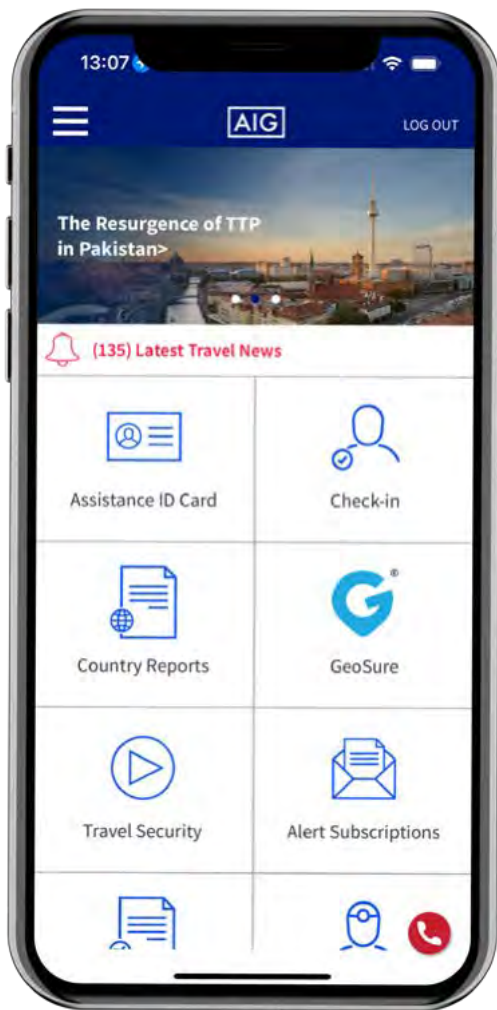 13:07
AIG
LOG OUT
The Resurgence of TTP
in Pakistan>
(135) Latest Travel News
Assistance ID Card
Check-in
Country Reports
G®
GeoSure
Travel Security
Alert Subscriptions